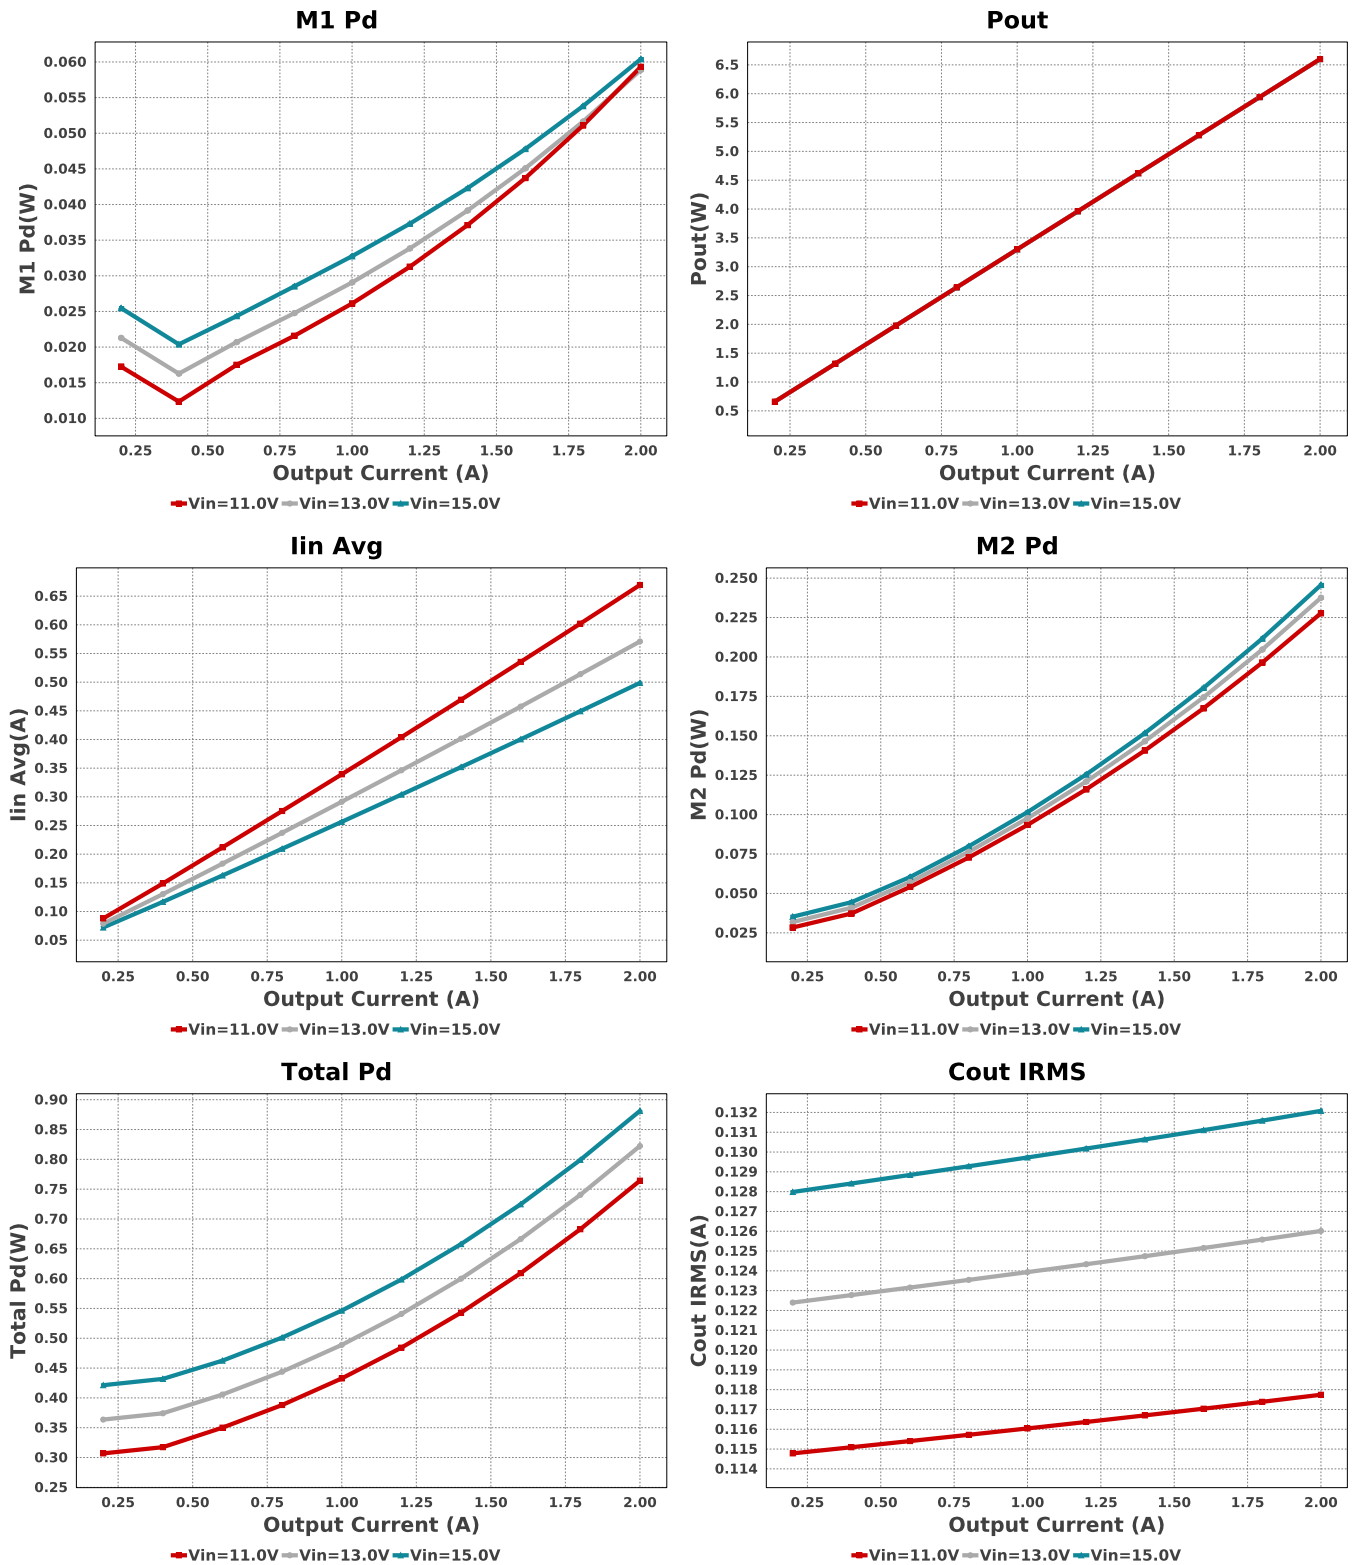 M1 Pd
M1 Pd(W)
0.060
0.055
0.050
0.045
0.040
0.035
0.030
0.025
0.020
0.015
0.010
0.25 0.50 0.75 1.00 1.25 1.50 1.75 2.00
Output Current (A)
Vin=11.0V Vin=13.0V Vin=15.0V
Pout
Pout(W)
6.5
6.0
5.5
5.0
4.5
4.0
3.5
3.0
2.5
2.0
1.5
1.0
0.5
0.25 0.50 0.75 1.00 1.25 1.50 1.75 2.00
Output Current (A)
Vin=11.0V Vin=13.0V Vin=15.0V
Iin Avg
Iin Avg(A)
0.65
0.60
0.55
0.50
0.45
0.40
0.35
0.30
0.25
0.20
0.15
0.10
0.05
0.25 0.50 0.75 1.00 1.25 1.50 1.75 2.00
Output Current (A)
Vin=11.0V Vin=13.0V Vin=15.0V
M2 Pd
M2 Pd(W)
0.250
0.225
0.200
0.175
0.150
0.125
0.100
0.075
0.050
0.025
0.25 0.50 0.75 1.00 1.25 1.50 1.75 2.00
Output Current (A)
Vin=11.0V Vin=13.0V Vin=15.0V
Total Pd
Total Pd(W)
0.90
0.85
0.80
0.75
0.70
0.65
0.60
0.55
0.50
0.45
0.40
0.35
0.30
0.25
0.25 0.50 0.75 1.00 1.25 1.50 1.75 2.00
Output Current (A)
Vin=11.0V Vin=13.0V Vin=15.0V
Cout IRMS
Cout IRMS(A)
0.132
0.131
0.130
0.129
0.128
0.127
0.126
0.125
0.124
0.123
0.122
0.121
0.120
0.119
0.118
0.117
0.116
0.115
0.114
0.25 0.50 0.75 1.00 1.25 1.50 1.75 2.00
Output Current (A)
Vin=11.0V Vin=13.0V Vin=15.0V